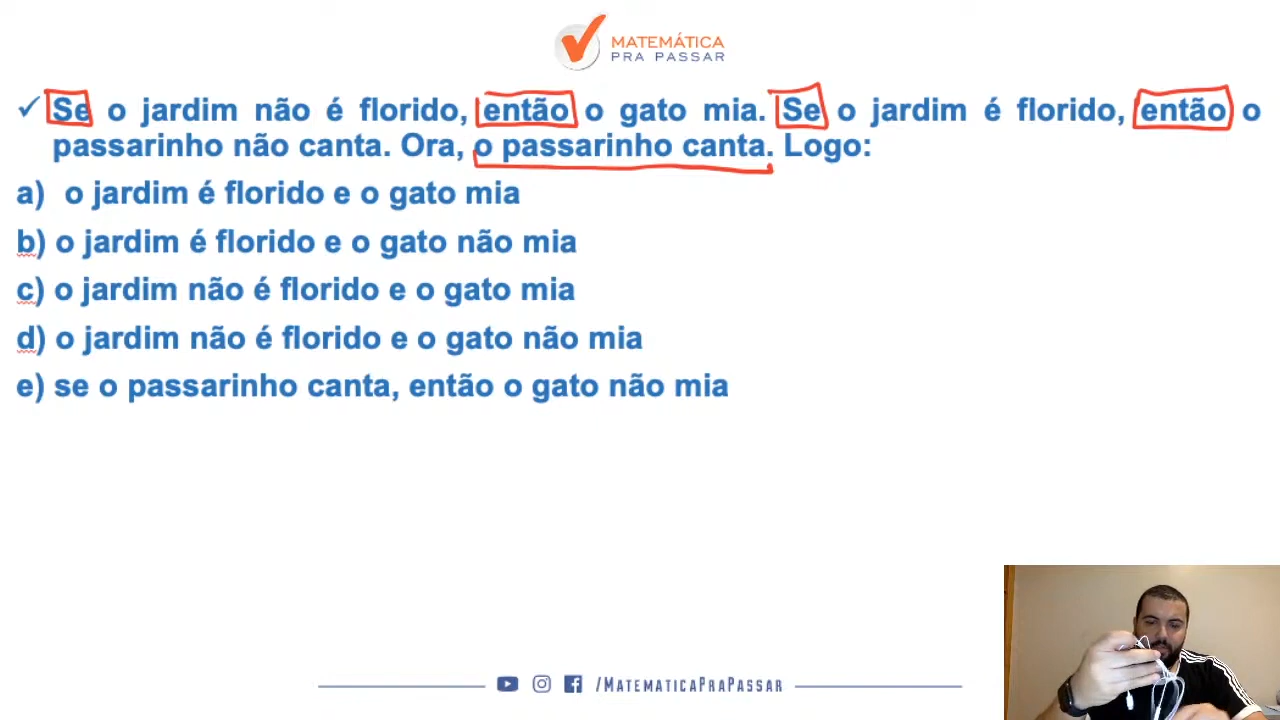 MATEMÁTICA
PRA PASSAR
✓ Se o jardim não é florido, então o gato mia. Se o jardim é florido, então o
passarinho não canta. Ora, o passarinho canta. Logo:
a) o jardim é florido e o gato mia
b) o jardim é florido e o gato não mia
c) o jardim não é florido e o gato mia
d) o jardim não é florido e o gato não mia
e) se o passarinho canta, então o gato não mia
/MATEMATICAPRAPASSAR